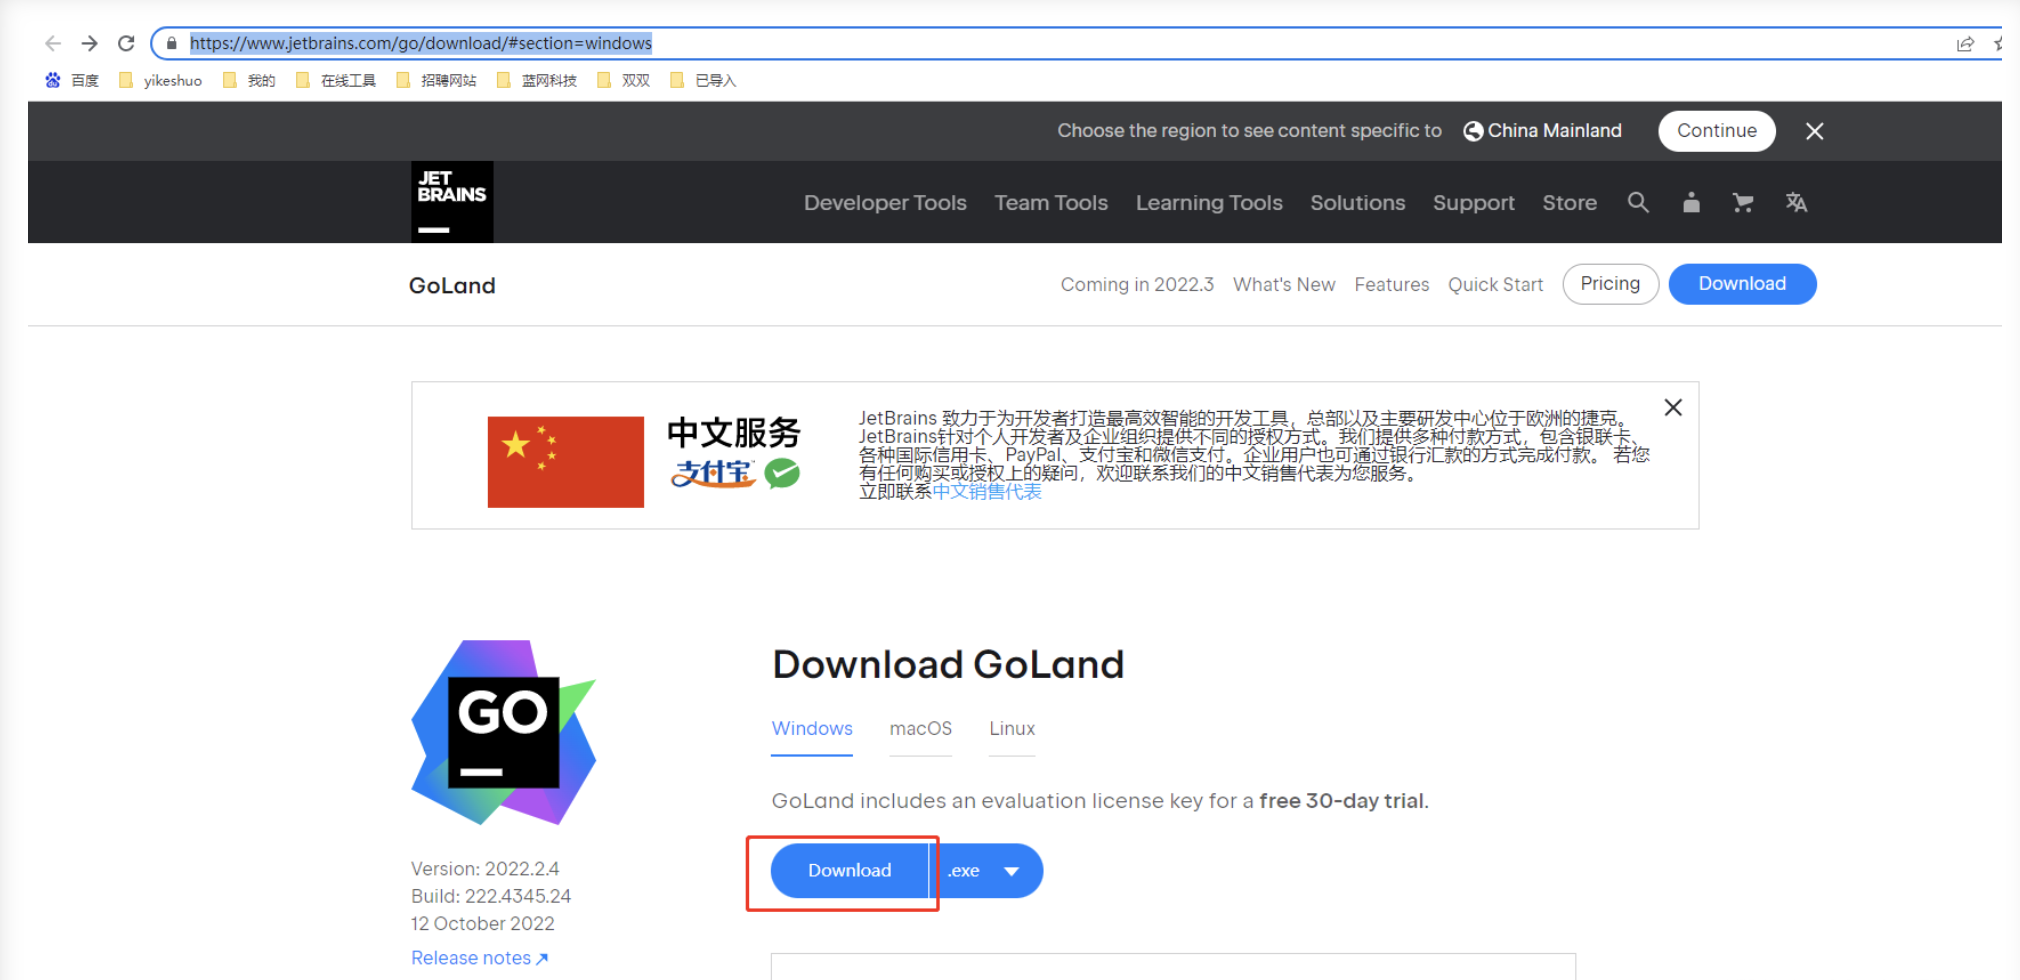 https://www.jetbrains.com/go/download/#section=windows
百度 yikeshuo 我的 在线工具 招聘网站 蓝网科技 双双 已导入
Choose the region to see content specific to China Mainland Continue
JET
BRAINS
Developer Tools Team Tools Learning Tools Solutions Support Store
GoLand
Coming in 2022.3 What's New Features Quick Start Pricing Download
中文服务
支付宝
JetBrains 致力于为开发者打造最高效智能的开发工具，总部以及主要研发中心位于欧洲的捷克。
JetBrains针对个人开发者及企业组织提供不同的授权方式。我们提供多种付款方式，包含银联卡、
各种国际信用卡、PayPal、支付宝和微信支付。企业用户也可通过银行汇款的方式完成付款。 若您
有任何购买或授权上的疑问，欢迎联系我们的中文销售代表为您服务。
立即联系中文销售代表
GO
Version: 2022.2.4
Build: 222.4345.24
12 October 2022
Release notes
Download GoLand
Windows macOS Linux
GoLand includes an evaluation license key for a free 30-day trial.
Download .exe